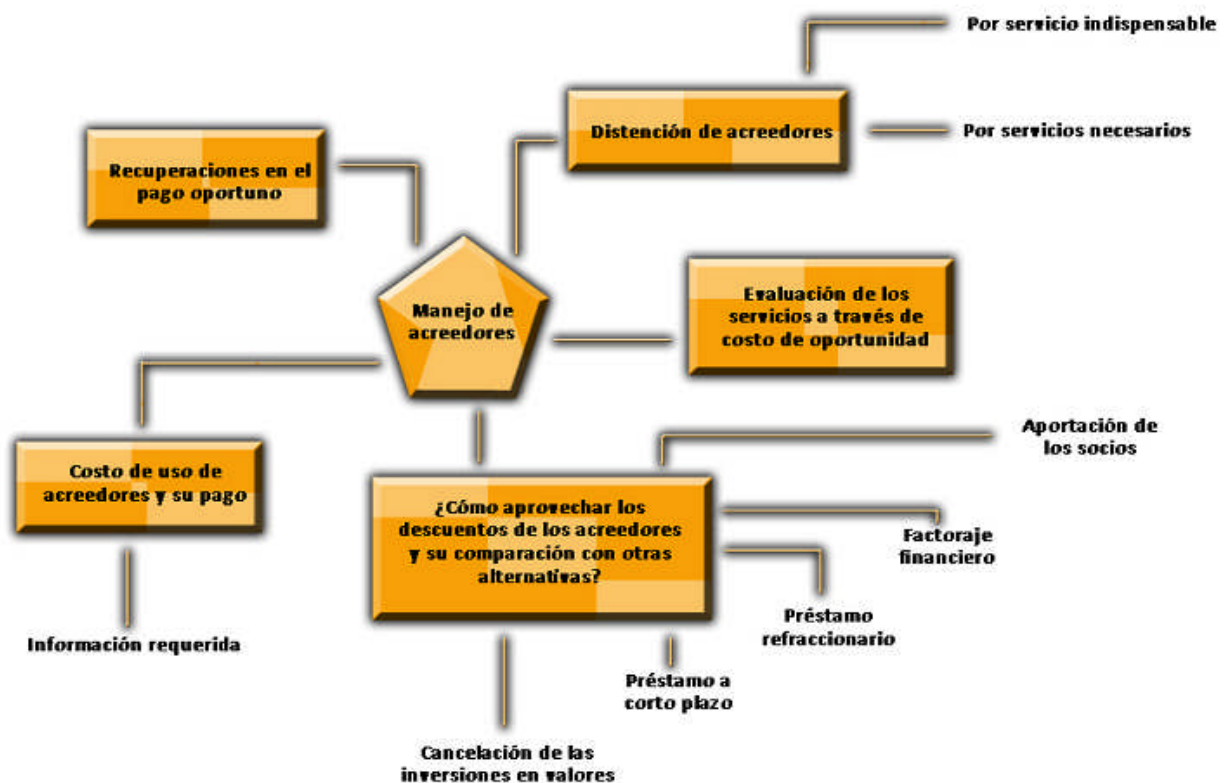 Por servicio indispensable
Distención de acreedores
Por servicios necesarios
Recuperaciones en el
pago oportuno
Manejo de
acreedores
Evaluación de los
servicios a través de
costo de oportunidad
Costo de uso de
acreedores y su pago
Información requerida
¿Cómo aprovechar los
descuentos de los acreedores
y su comparación con otras
alternativas?
Aportación de
los socios
Factoraje
financiero
Préstamo
refraccionario
Préstamo a
corto plazo
Cancelación de las
inversiones en valores